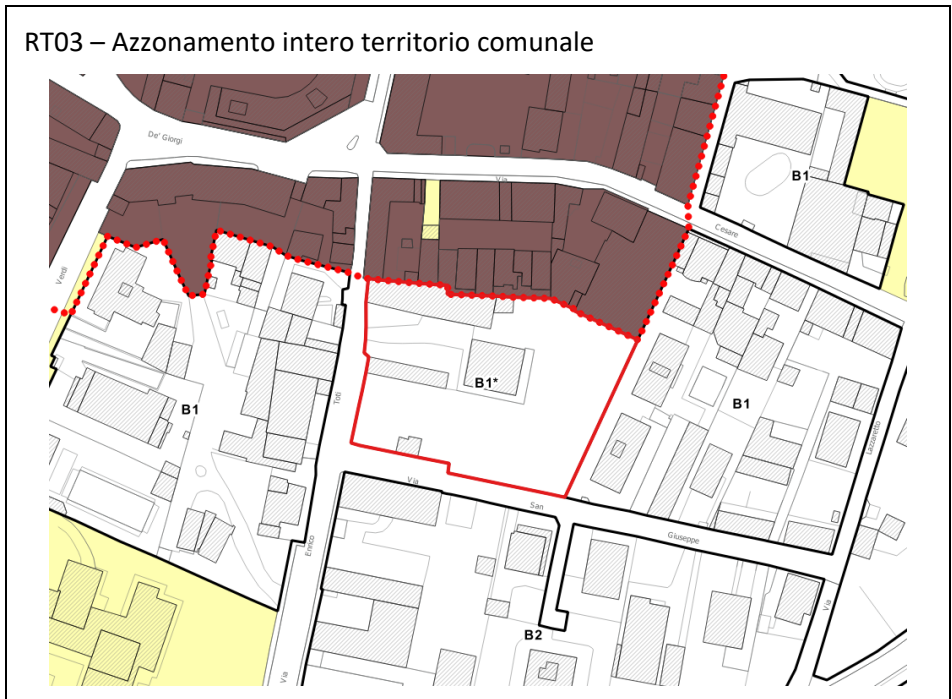 RT03 – Azzonamento intero territorio comunale
De' Giorgi
Via
B1
Cesare
Verdi
B1
Toti
B1*
B1
Lazzaretto
Via
San
Giuseppe
Enrico
Via
B2
Via